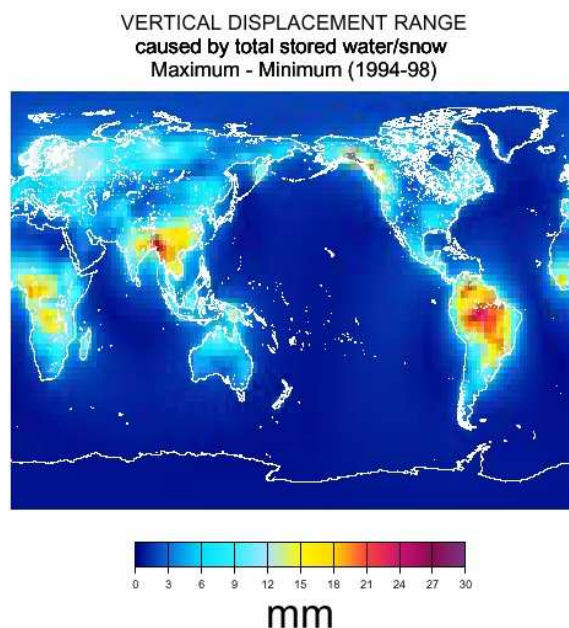 VERTICAL DISPLACEMENT RANGE
caused by total stored water/snow
Maximum - Minimum (1994-98)
0 3 6 9 12 15 18 21 24 27 30
mm